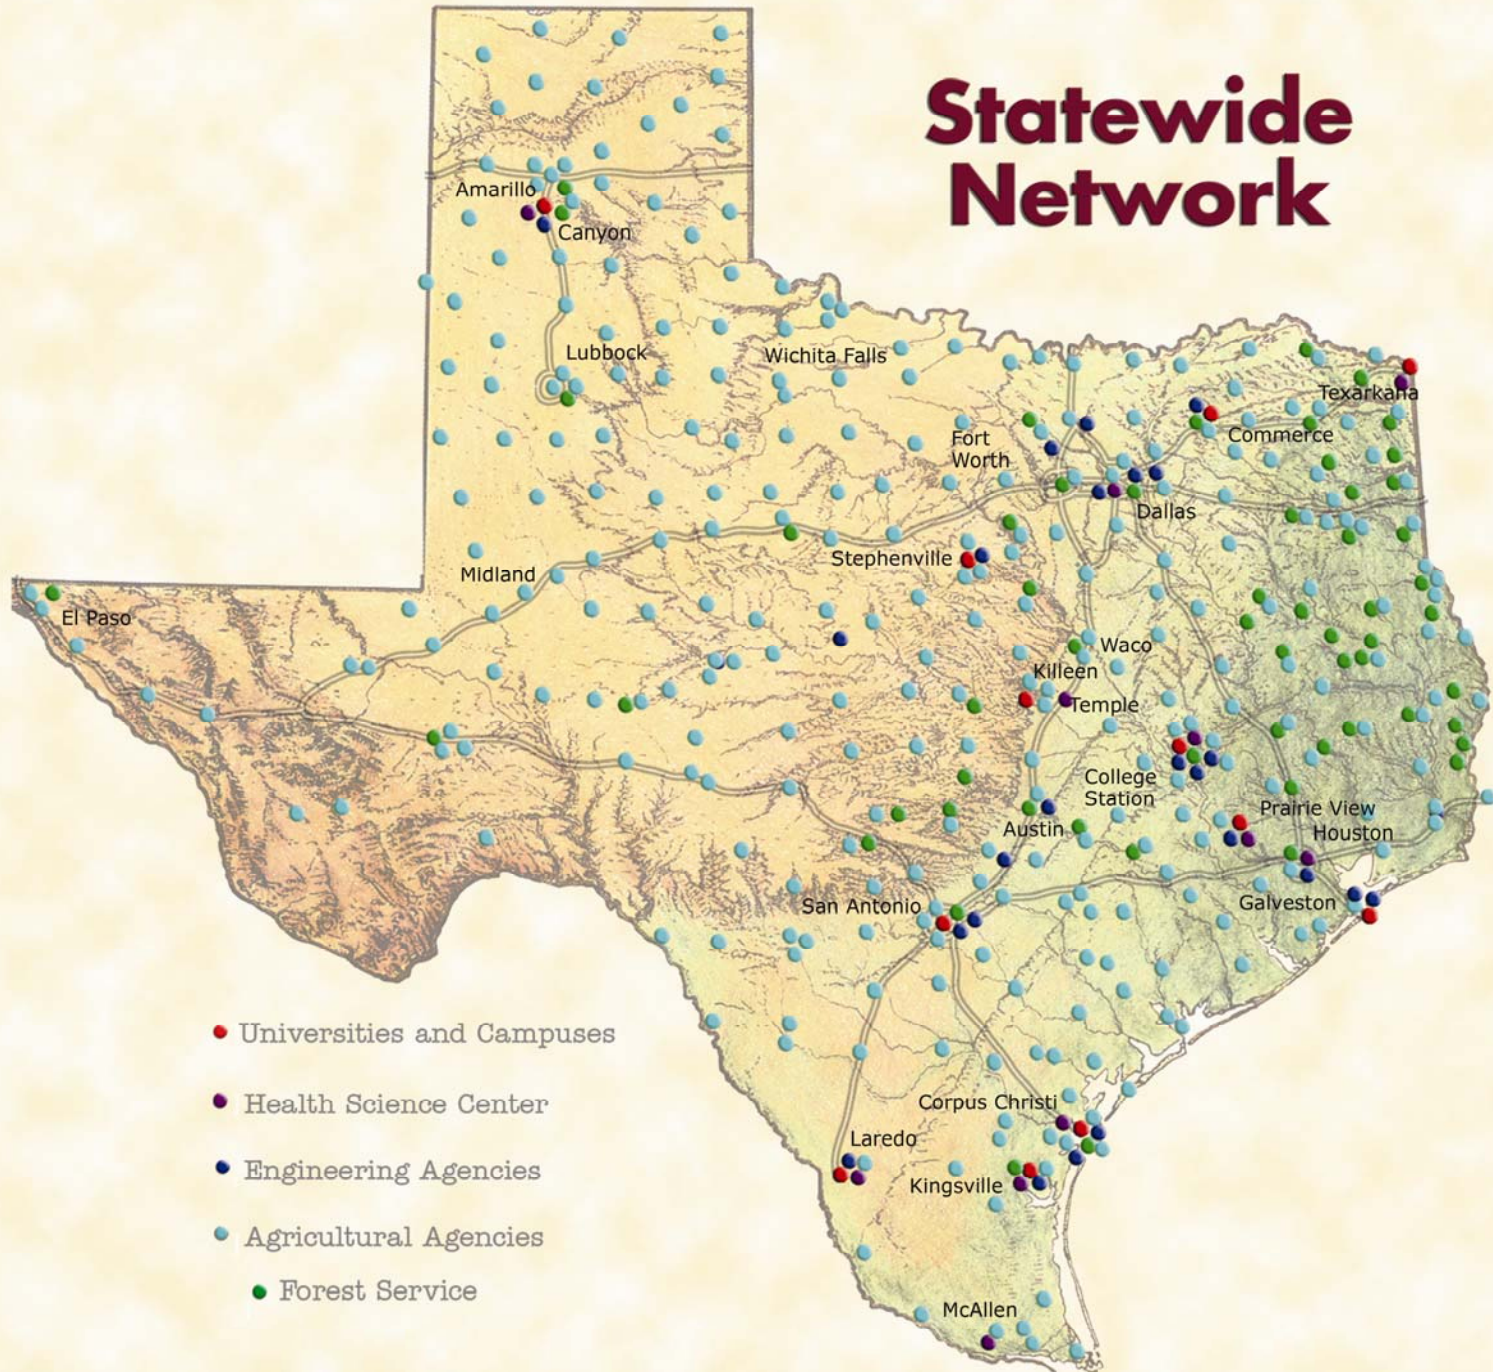 Statewide
Network
Amarillo
Canyon
Lubbock
Wichita Falls
Texarkana
Fort
Worth
Commerce
Dallas
Stephenville
Midland
El Paso
Waco
Killeen
Temple
College
Station
Prairie View
Austin
Houston
San Antonio
Galveston
Universities and Campuses
Health Science Center
Corpus Christi
Laredo
Engineering Agencies
Kingsville
Agricultural Agencies
Forest Service
McAllen